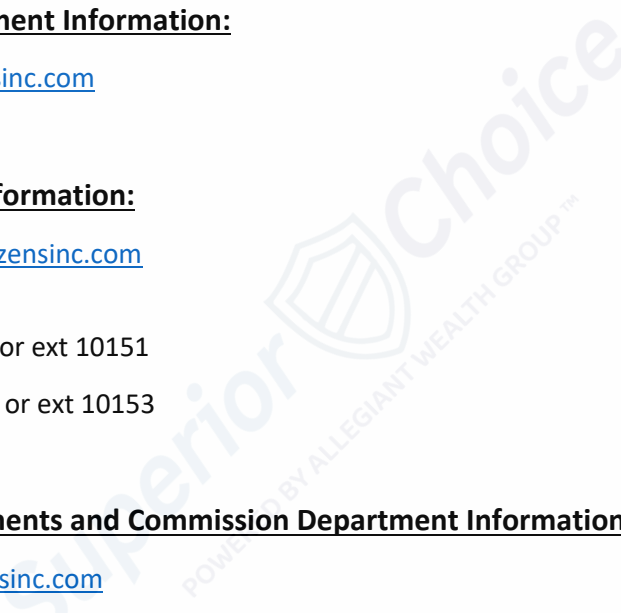 ment Information:
sinc.com
formation:
zensinc.com
or ext 10151
or ext 10153
ments and Commission Department Information
sinc.com
Superior Choice
POWERED BY ALLEGIANT WEALTH GROUP™